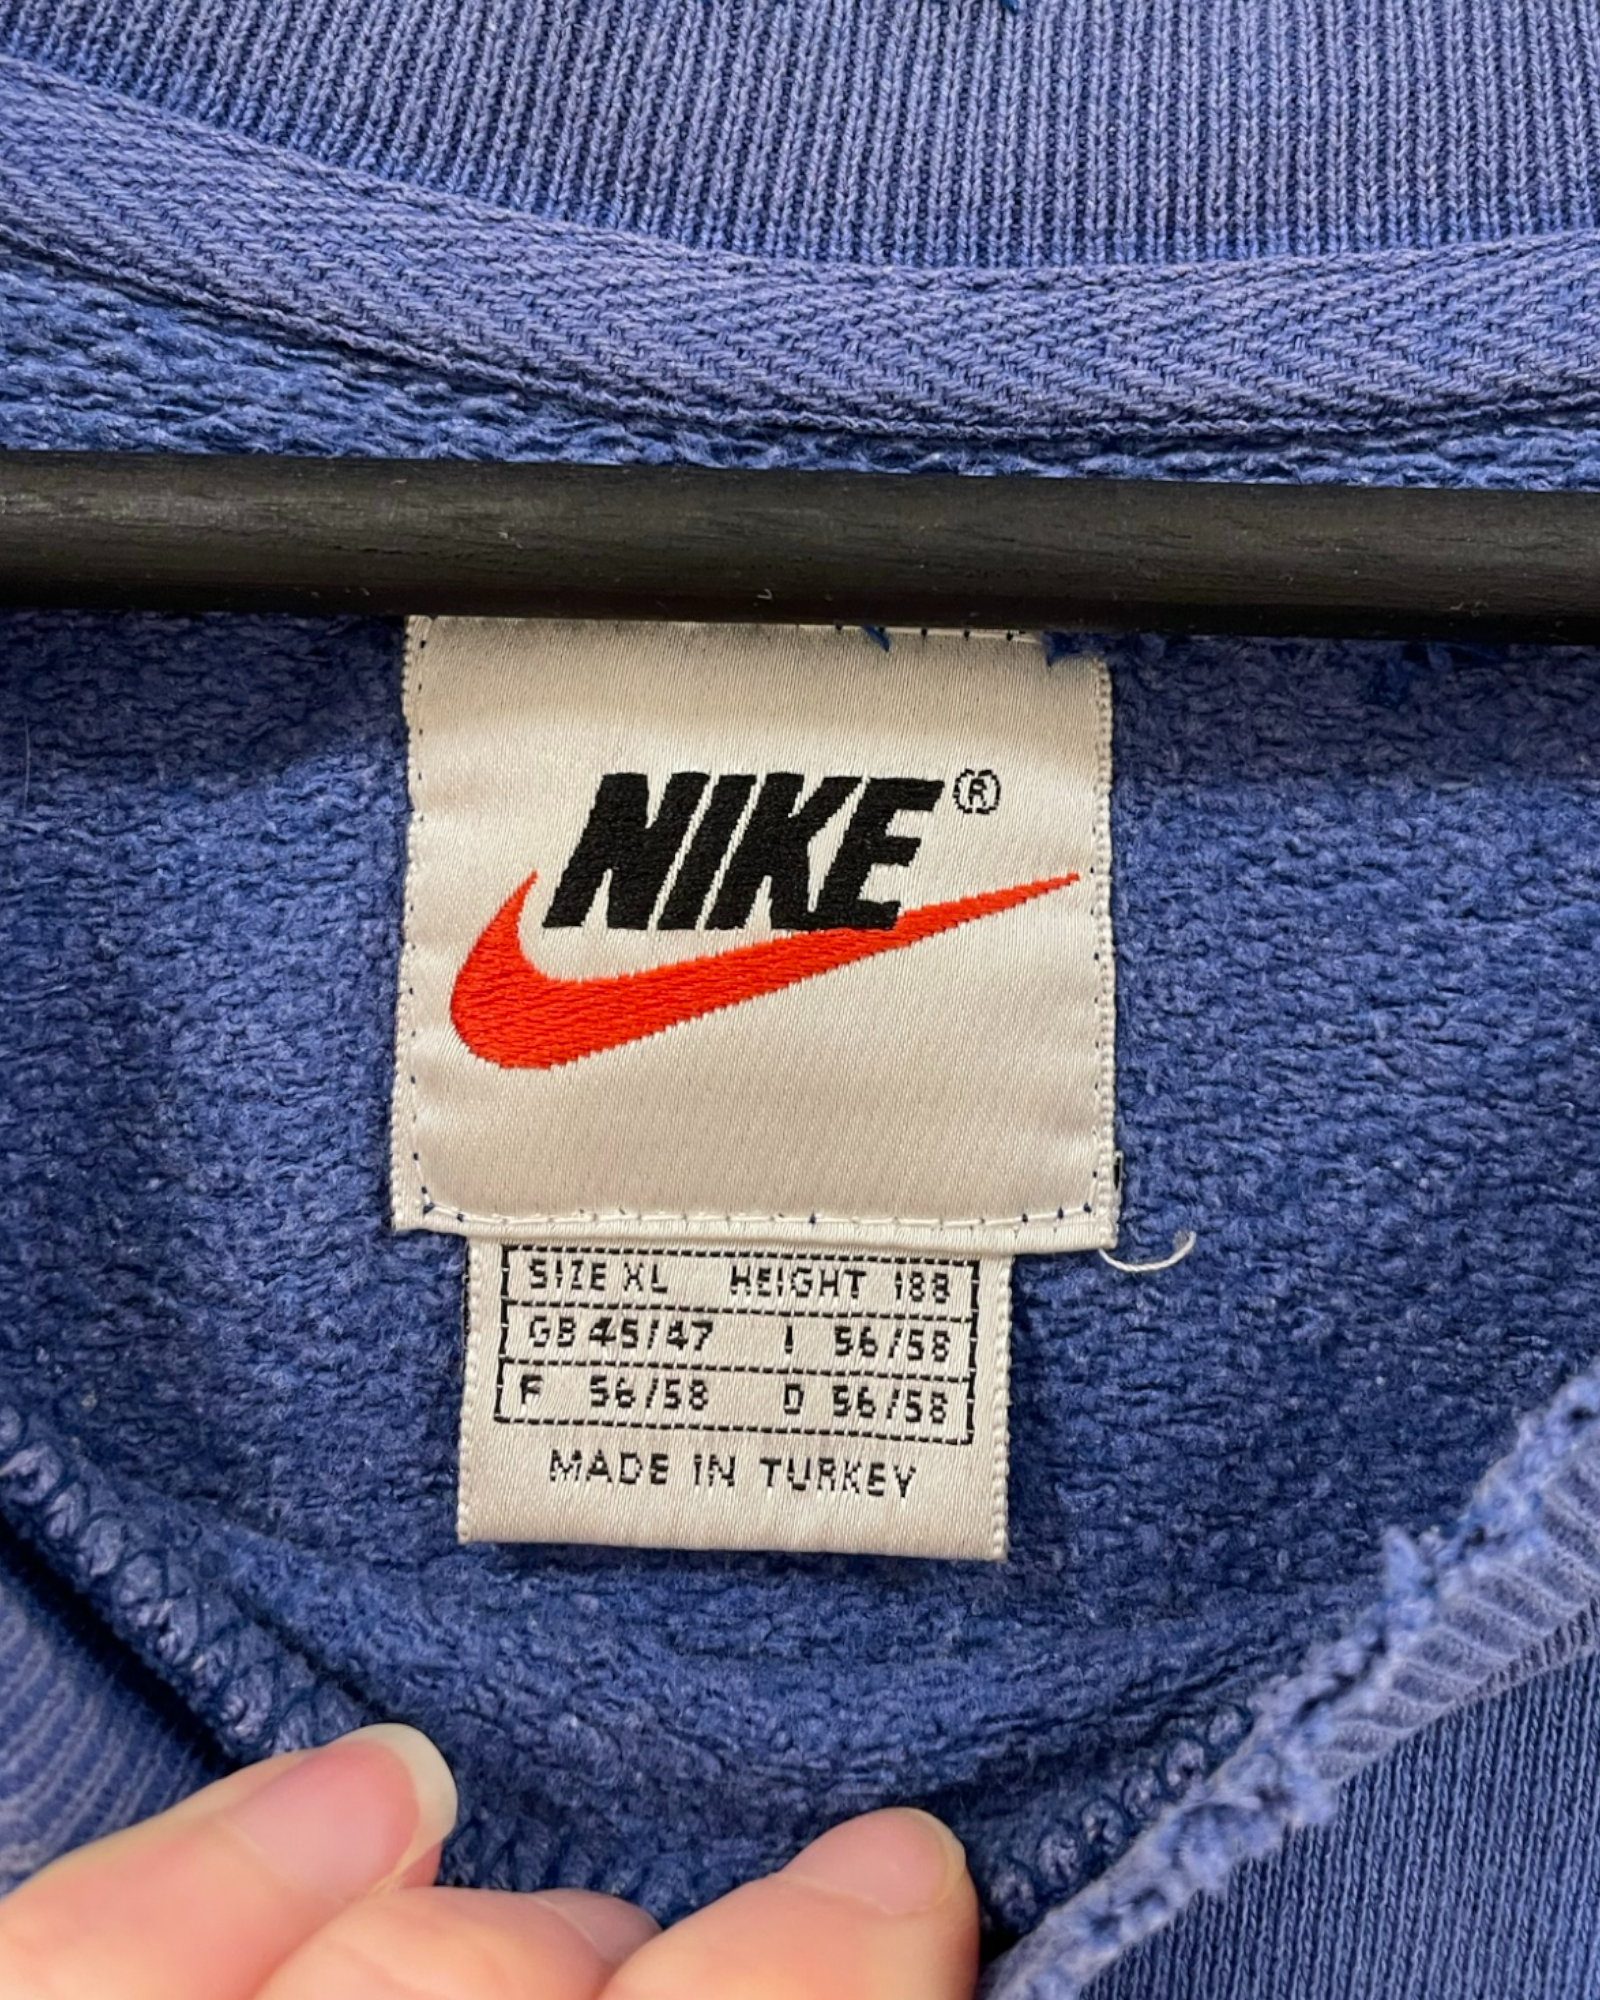 NIKE®
SIZE XL HEIGHT 188
GB 45/47 I 56/58
F 56/58 D 56/58
MADE IN TURKEY